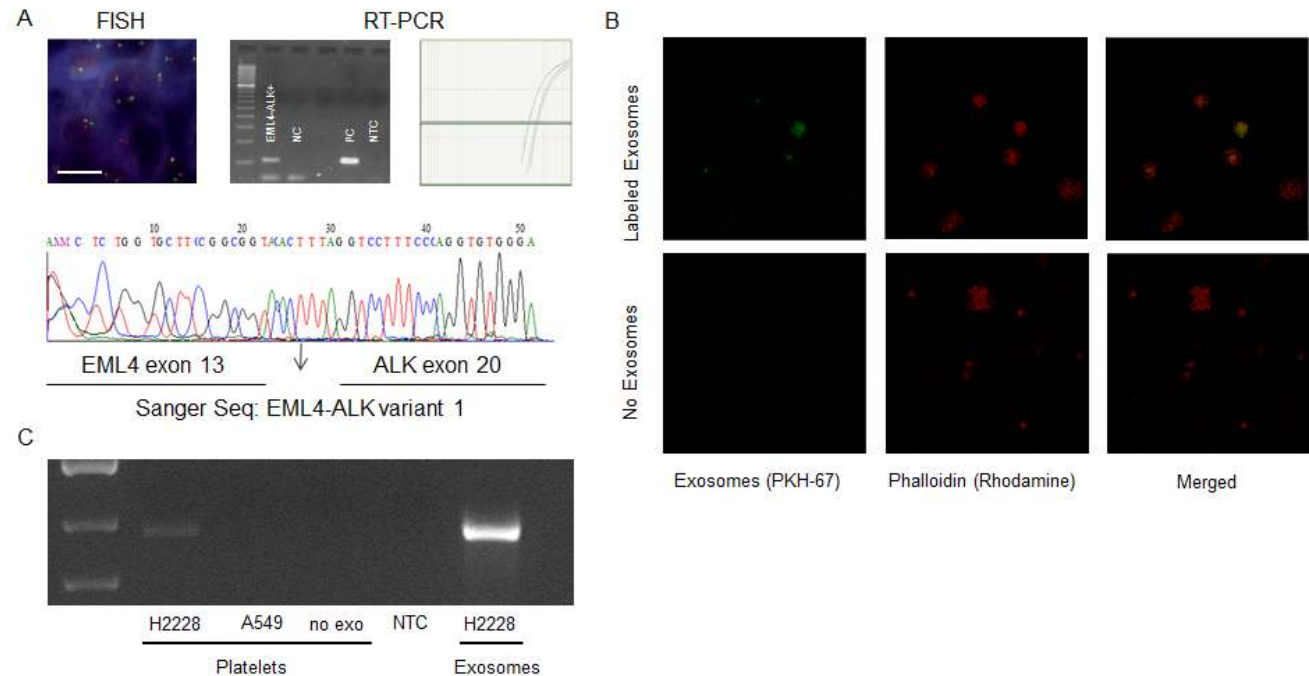 A
FISH
RT-PCR
EML4-ALK+
NC
PC
NTC
10 20 30 40 50
EML4 exon 13
ALK exon 20
Sanger Seq: EML4-ALK variant 1
B
Labeled Exosomes
No Exosomes
Exosomes (PKH-67)
Phalloidin (Rhodamine)
Merged
C
H2228
A549
no exo
NTC
H2228
Platelets
Exosomes